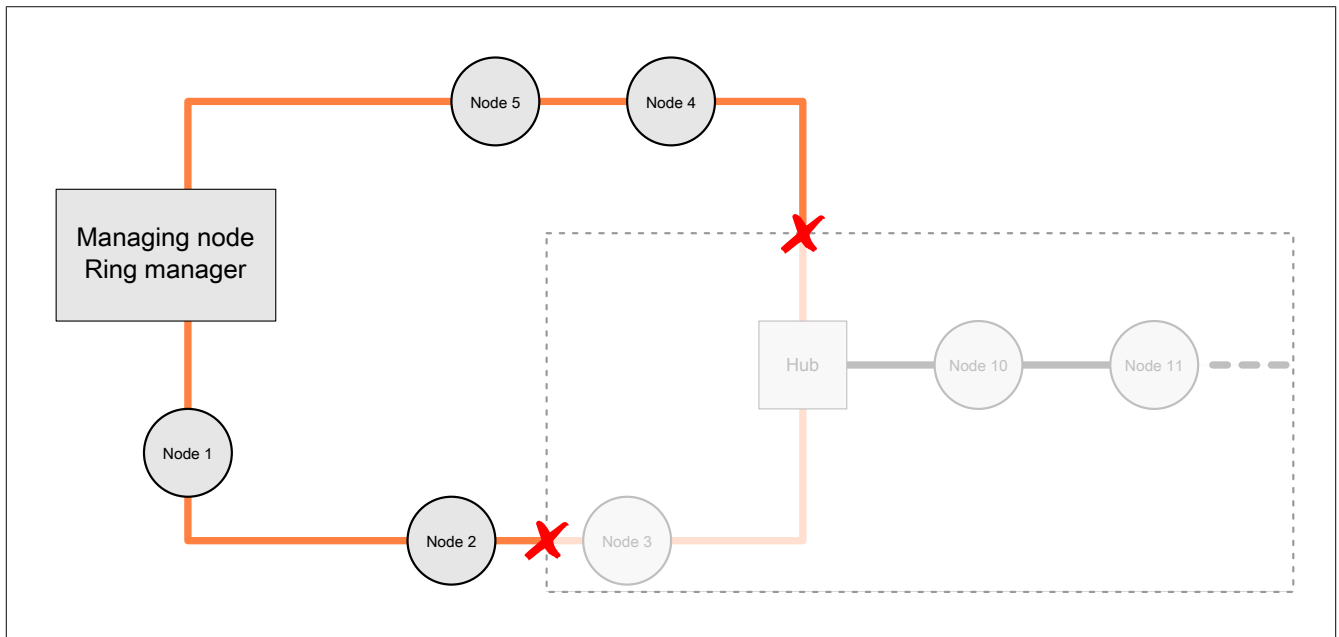 Node 5
Node 4
Managing node
Ring manager
Hub
Node 10
Node 11
Node 1
Node 2
Node 3